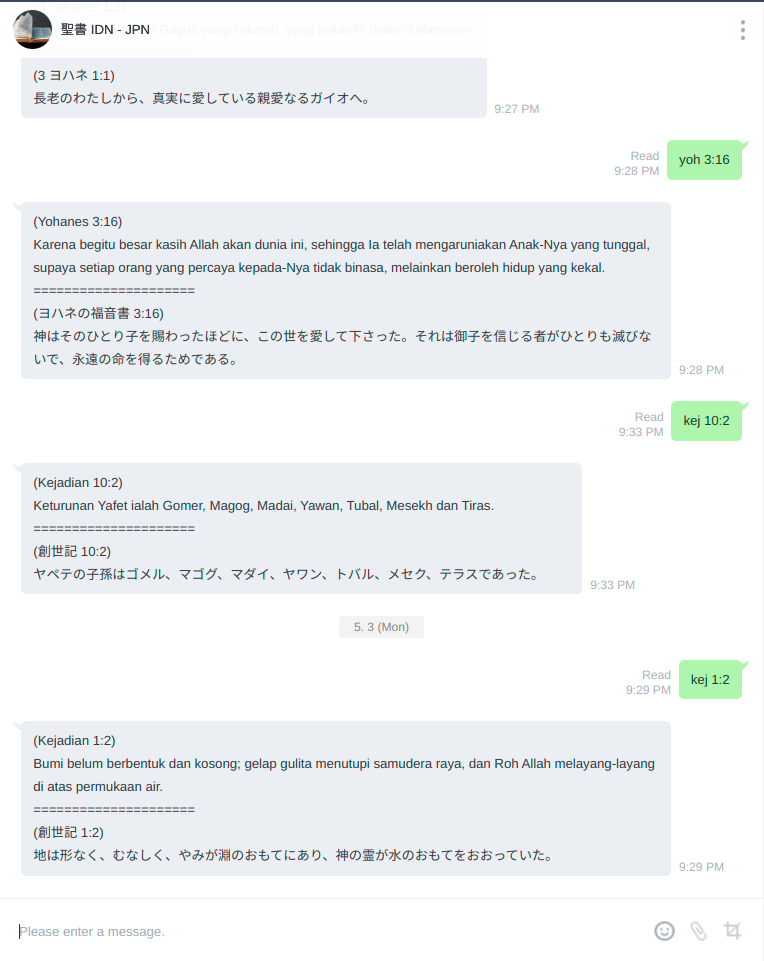 聖書 IDN - JPN
Gayus yang kekasih, yang kukasihi dalam kebenaran.
=====================
(3 ヨハネ 1:1)
長老のわたしから、真実に愛している親愛なるガイオへ。
9:27 PM
Read
9:28 PM
yoh 3:16
(Yohanes 3:16)
Karena begitu besar kasih Allah akan dunia ini, sehingga Ia telah mengaruniakan Anak-Nya yang tunggal,
supaya setiap orang yang percaya kepada-Nya tidak binasa, melainkan beroleh hidup yang kekal.
=====================
(ヨハネの福音書 3:16)
神はそのひとり子を賜わったほどに、この世を愛して下さった。それは御子を信じる者がひとりも滅びな
いで、永遠の命を得るためである。
9:28 PM
Read
9:33 PM
kej 10:2
(Kejadian 10:2)
Keturunan Yafet ialah Gomer, Magog, Madai, Yawan, Tubal, Mesekh dan Tiras.
=====================
(創世記 10:2)
ヤペテの子孫はゴメル、マゴグ、マダイ、ヤワン、トバル、メセク、テラスであった。
9:33 PM
5. 3 (Mon)
Read
9:29 PM
kej 1:2
(Kejadian 1:2)
Bumi belum berbentuk dan kosong; gelap gulita menutupi samudera raya, dan Roh Allah melayang-layang
di atas permukaan air.
=====================
(創世記 1:2)
地は形なく、むなしく、やみが淵のおもてにあり、神の霊が水のおもてをおおっていた。
9:29 PM
Please enter a message.